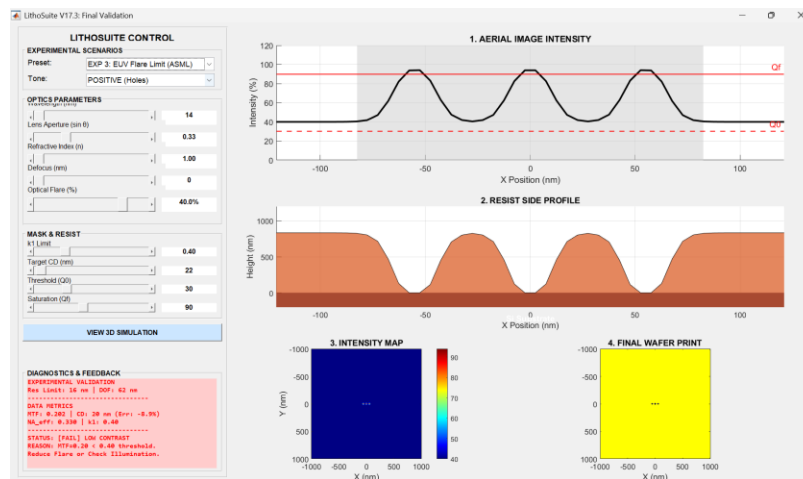 LithoSuite V17.3: Final Validation
LITHOSUITE CONTROL
EXPERIMENTAL SCENARIOS
Preset: EXP 3: EUV Flare Limit (ASML)
Tone: POSITIVE (Holes)
OPTICS PARAMETERS
14
Lens Aperture (sin θ)
0.33
Refractive Index (n)
1.00
Defocus (nm)
0
Optical Flare (%)
40.0%
MASK & RESIST
k1 Limit
0.40
Target CD (nm)
22
Threshold (Q0)
30
Saturation (Qf)
90
VIEW 3D SIMULATION
DIAGNOSTICS & FEEDBACK
EXPERIMENTAL VALIDATION
Res Limit: 16 nm | DOF: 62 nm
------------------------------
DATA METRICS
MTF: 0.202 | CD: 20 nm (Err: -8.9%)
NA_eff: 0.330 | k1: 0.40
------------------------------
STATUS: [FAIL] LOW CONTRAST
REASON: MTF=0.20 < 0.40 threshold.
Reduce Flare or Check Illumination.
1. AERIAL IMAGE INTENSITY
Intensity (%)
120
100
80
60
40
20
0
Qf
Q0
-100 -50 0 50 100
X Position (nm)
2. RESIST SIDE PROFILE
Height (nm)
1000
500
0
-100 -50 0 50 100
X Position (nm)
3. INTENSITY MAP
Y (nm)
-1000
-500
0
500
1000
-1000 -500 0 500 1000
X (nm)
90
80
70
60
50
40
4. FINAL WAFER PRINT
-1000
-500
0
500
1000
-1000 -500 0 500 1000
X (nm)